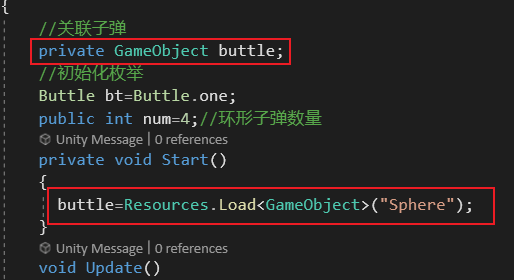 {
//关联子弹
private GameObject buttle;
//初始化枚举
Buttle bt=Buttle.one;
public int num=4;//环形子弹数量
Unity Message | 0 references
private void Start()
{
buttle=Resources.Load<GameObject>("Sphere");
}
Unity Message | 0 references
void Update()